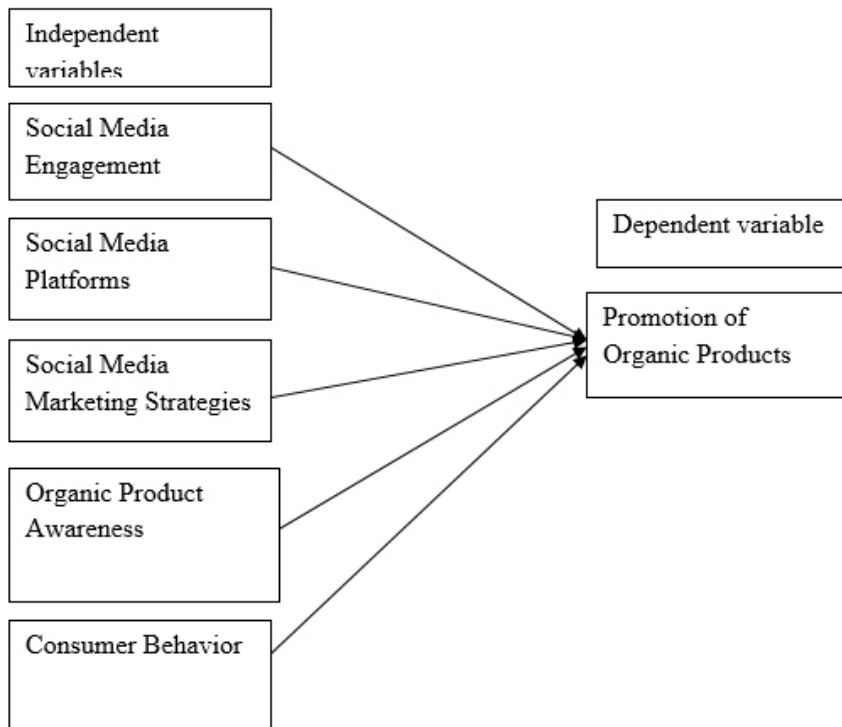 Independent
variables
Social Media
Engagement
Social Media
Platforms
Social Media
Marketing Strategies
Organic Product
Awareness
Consumer Behavior
Dependent variable
Promotion of
Organic Products